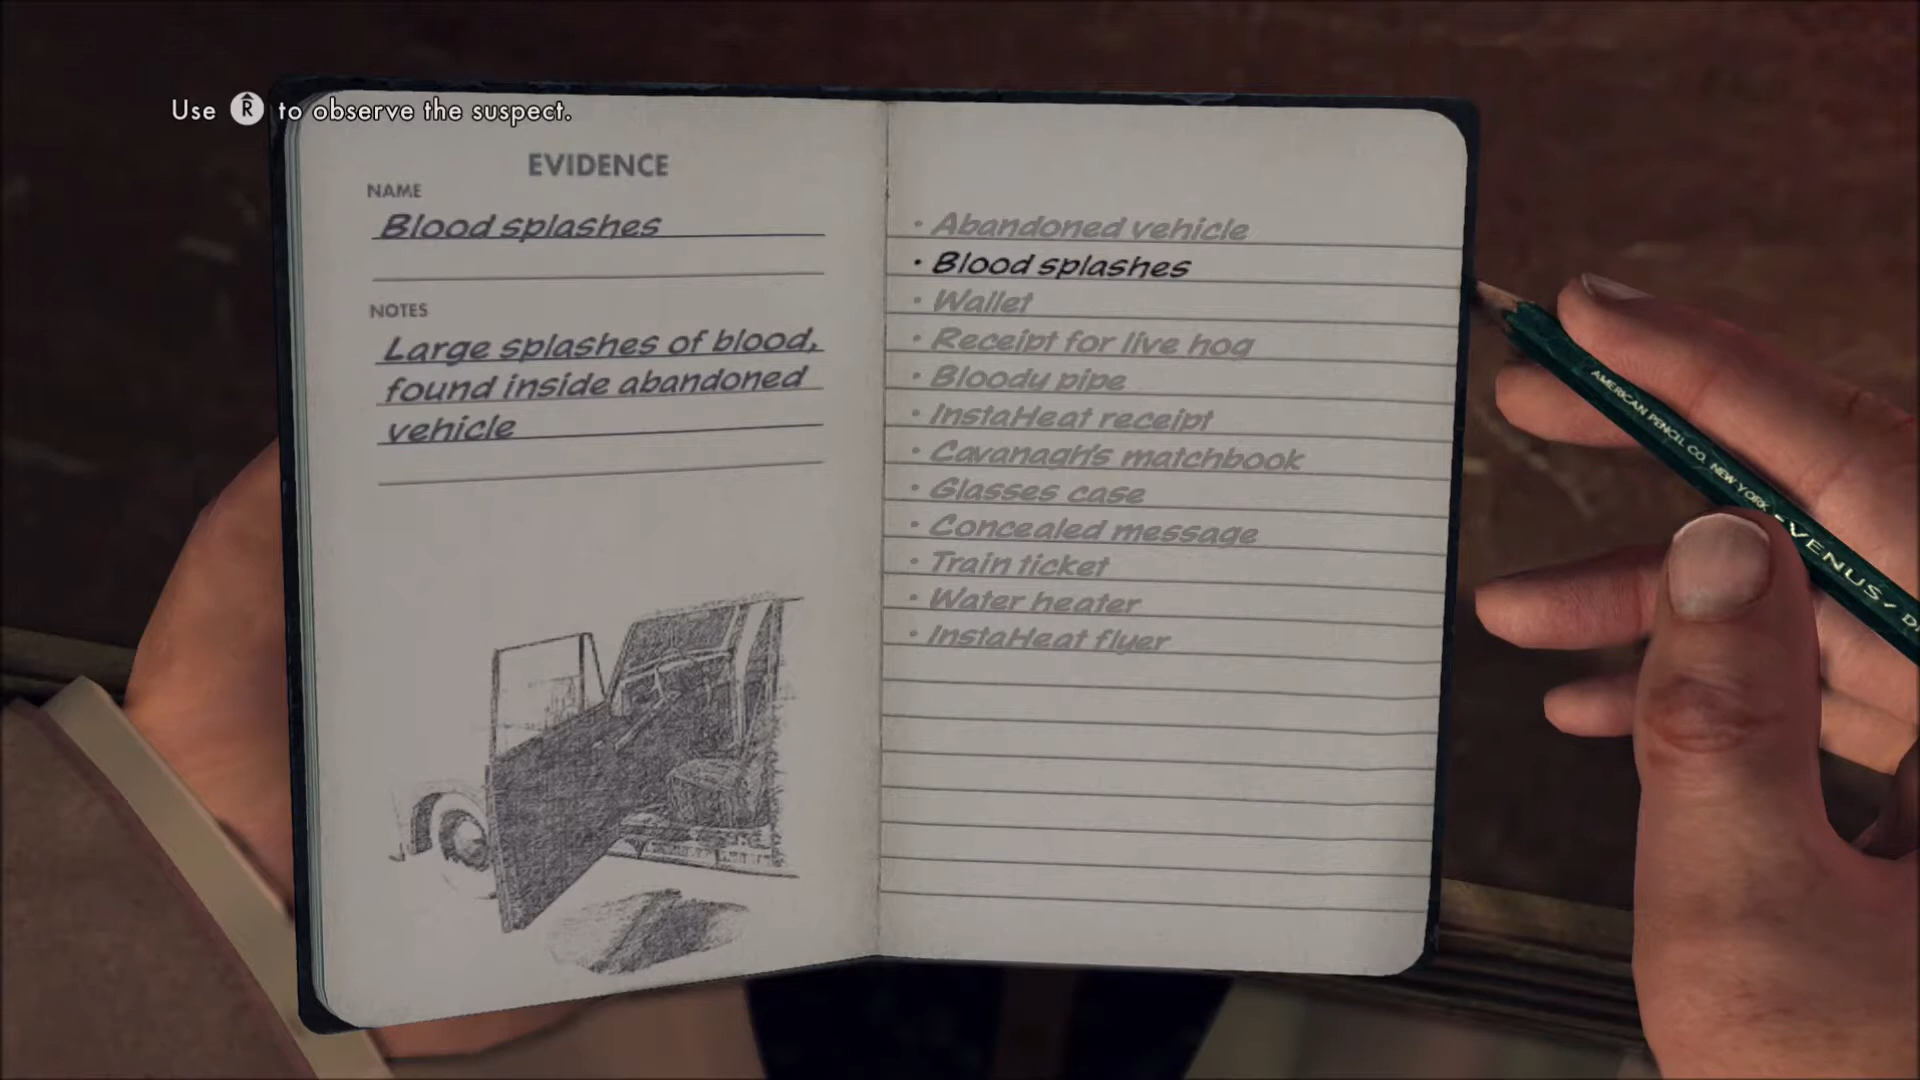 Use R to observe the suspect.
EVIDENCE
NAME
Blood splashes
NOTES
Large splashes of blood,
found inside abandoned
vehicle
• Abandoned vehicle
• Blood splashes
• Wallet
• Receipt for live hog
• Bloody pipe
• InstaHeat receipt
• Cavanagh's matchbook
• Glasses case
• Concealed message
• Train ticket
• Water heater
• InstaHeat flyer
AMERICAN PENCIL CO. NEW YORK
VENUS